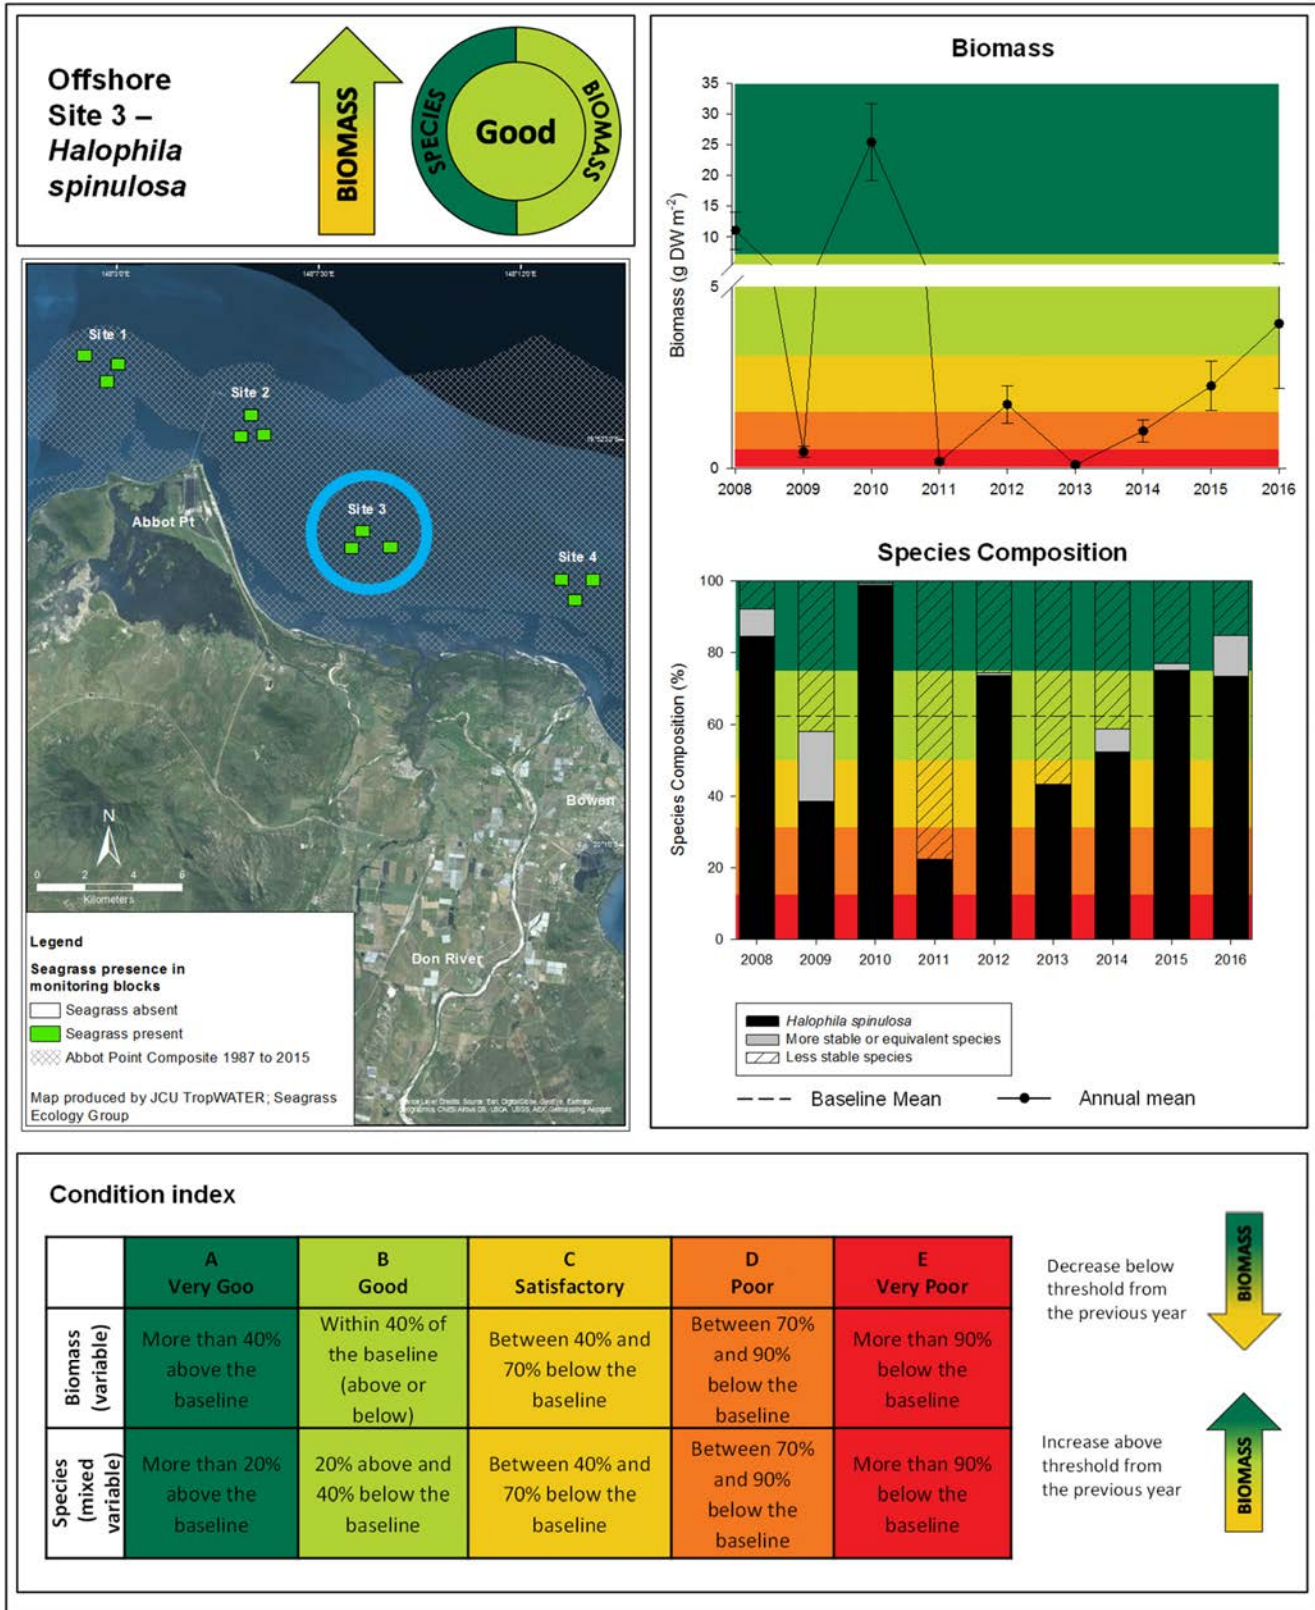 Offshore
Site 3 –
Halophila
spinulosa
BIOMASS
SPECIES
Good
BIOMASS
148°7'30"E
148°12'0"E
Site 1
Site 2
Site 3
Site 4
Abbot Pt
Bowen
Don River
N
0 2 4 6
Kilometers
Legend
Seagrass presence in
monitoring blocks
Seagrass absent
Seagrass present
Abbot Point Composite 1987 to 2015
Map produced by JCU TropWATER; Seagrass
Ecology Group
Biomass
Biomass (g DW m-2)
35
30
25
20
15
10
5
0
2008 2009 2010 2011 2012 2013 2014 2015 2016
Species Composition
Species Composition (%)
100
80
60
40
20
0
2008 2009 2010 2011 2012 2013 2014 2015 2016
Halophila spinulosa
More stable or equivalent species
Less stable species
Baseline Mean
Annual mean
Condition index
A
Very Goo
B
Good
C
Satisfactory
D
Poor
E
Very Poor
Biomass
(variable)
More than 40%
above the
baseline
Within 40% of
the baseline
(above or
below)
Between 40% and
70% below the
baseline
Between 70%
and 90%
below the
baseline
More than 90%
below the
baseline
Species
(mixed
variable)
More than 20%
above the
baseline
20% above and
40% below the
baseline
Between 40% and
70% below the
baseline
Between 70%
and 90%
below the
baseline
More than 90%
below the
baseline
Decrease below
threshold from
the previous year
BIOMASS
Increase above
threshold from
the previous year
BIOMASS